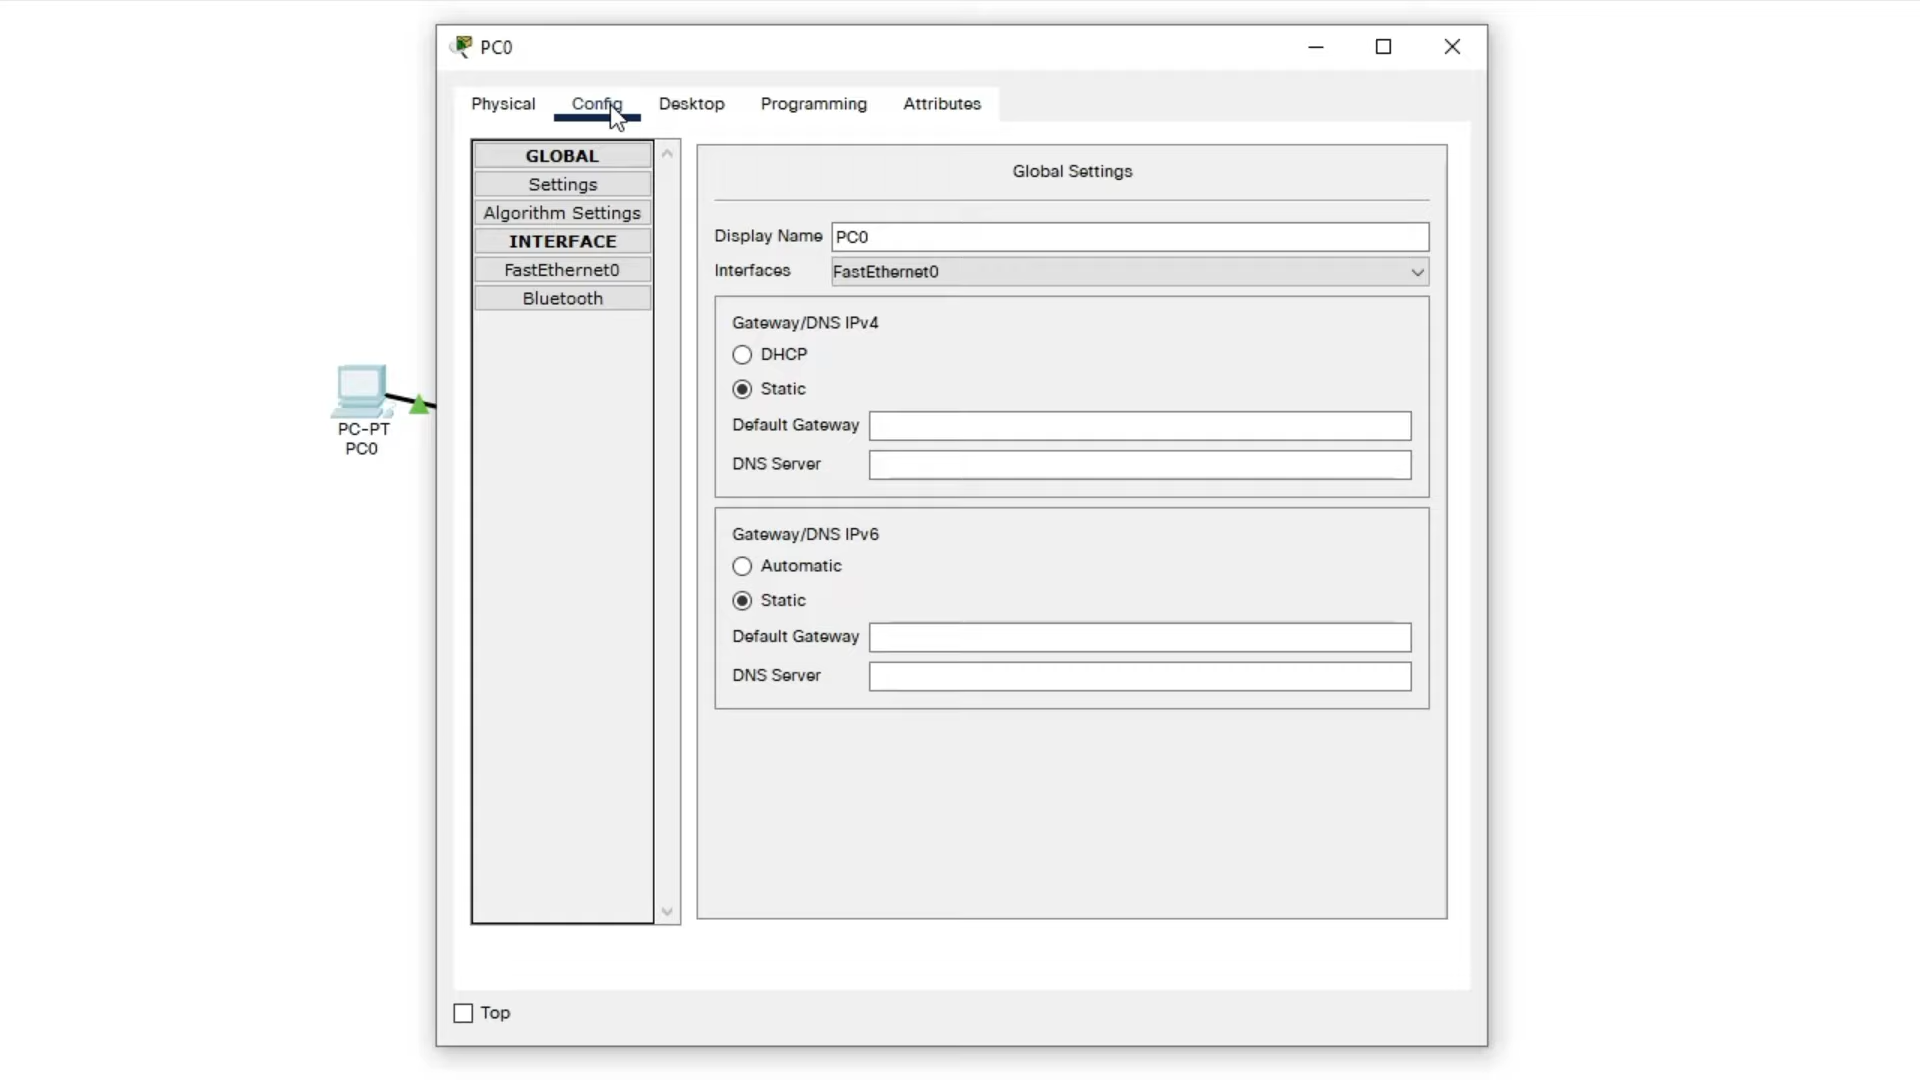 PC0
Physical Config Desktop Programming Attributes
GLOBAL
Settings
Algorithm Settings
INTERFACE
FastEthernet0
Bluetooth
Global Settings
Display Name PC0
Interfaces FastEthernet0
Gateway/DNS IPv4
DHCP
Static
Default Gateway
DNS Server
Gateway/DNS IPv6
Automatic
Static
Default Gateway
DNS Server
Top
PC-PT
PC0